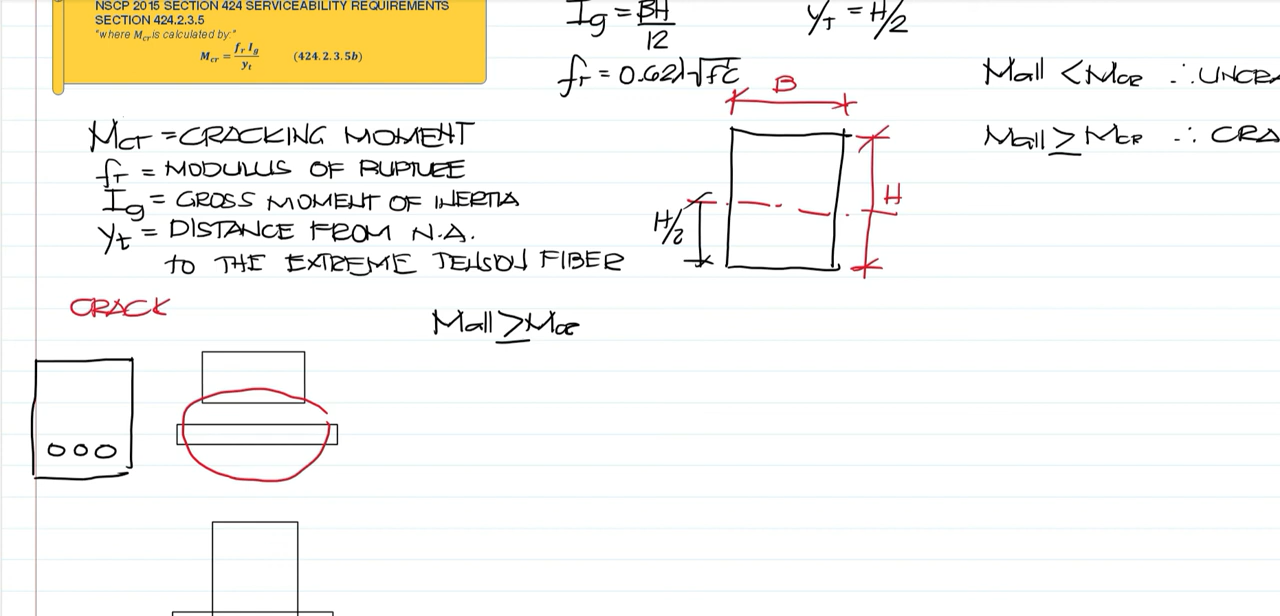 NSCP 2015 SECTION 424 SERVICEABILITY REQUIREMENTS
SECTION 424.2.3.5
"where Mcr is calculated by:"
Mcr = fr Ig / yt (424.2.3.5b)
Ig = BH / 12
yT = H/2
fr = 0.62λ√f'c
Mall < Mcr ∴ UNCRA
Mall ≥ Mcr ∴ CRA
B
H
H/2
Mcr = CRACKING MOMENT
fr = MODULUS OF RUPTURE
Ig = GROSS MOMENT OF INERTIA
yt = DISTANCE FROM N.A.
TO THE EXTREME TENSION FIBER
CRACK
Mall ≥ Mcr